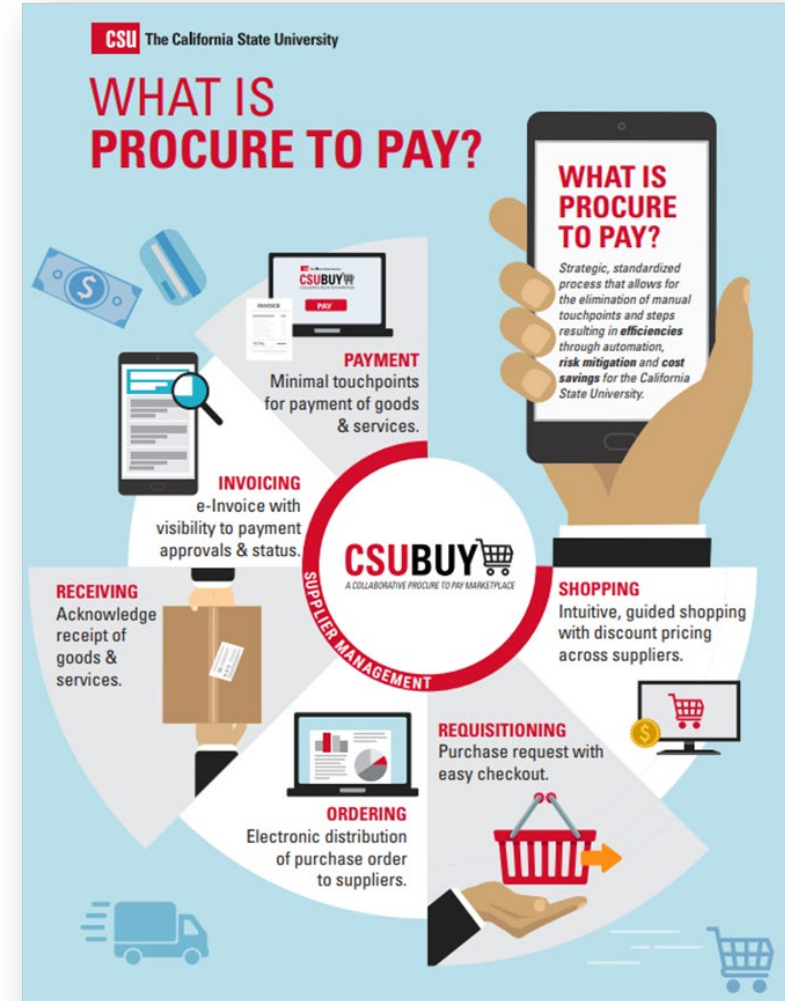 CSU The California State University
WHAT IS
PROCURE TO PAY?
WHAT IS
PROCURE
TO PAY?
Strategic, standardized
process that allows for
the elimination of manual
touchpoints and steps
resulting in efficiencies
through automation,
risk mitigation and cost
savings for the California
State University.
CSUBUY
PAY
INVOICE
TOTAL
PAYMENT
Minimal touchpoints
for payment of goods
& services.
INVOICING
e-Invoice with
visibility to payment
approvals & status.
RECEIVING
Acknowledge
receipt of
goods &
services.
CSUBUY
A COLLABORATIVE PROCURE TO PAY MARKETPLACE
SUPPLIER MANAGEMENT
SHOPPING
Intuitive, guided shopping
with discount pricing
across suppliers.
REQUISITIONING
Purchase request with
easy checkout.
ORDERING
Electronic distribution
of purchase order
to suppliers.
$
$